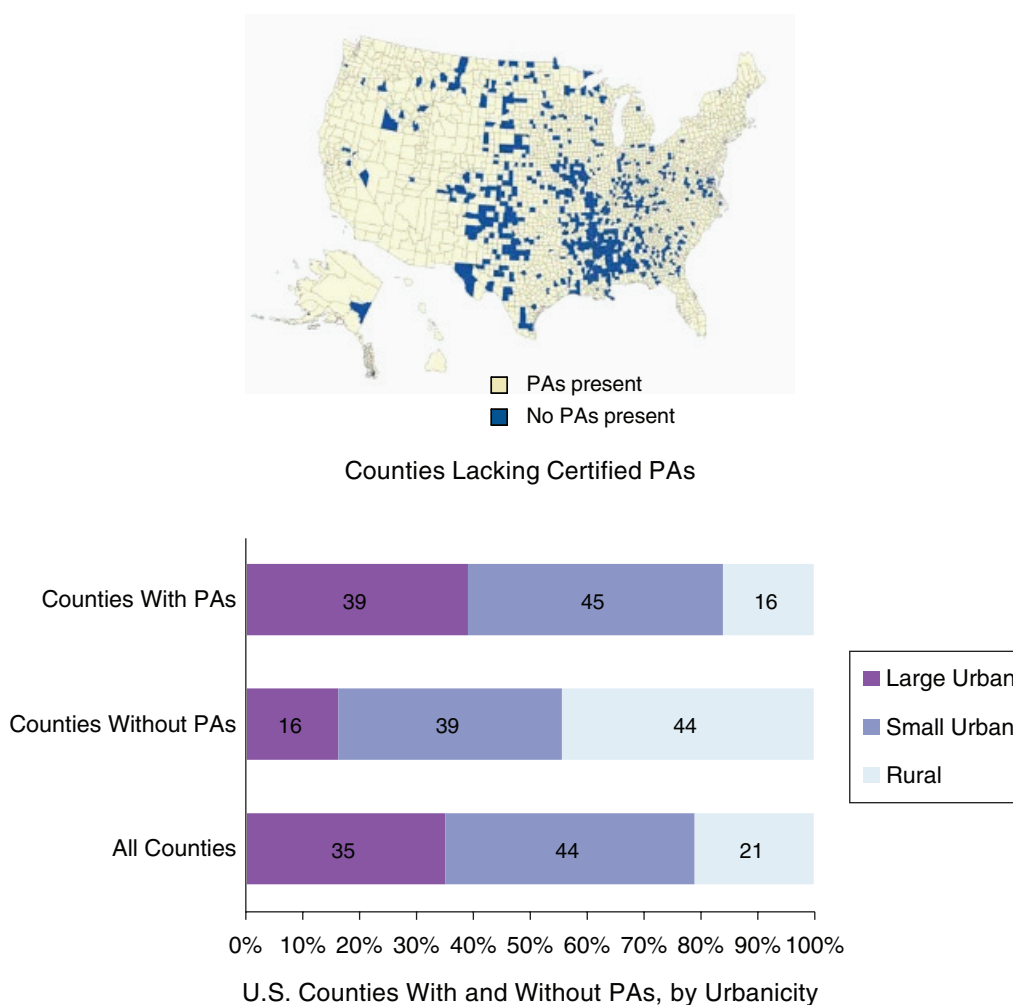 PAs present
No PAs present
Counties Lacking Certified PAs
Counties With PAs
39
45
16
Counties Without PAs
16
39
44
All Counties
35
44
21
Large Urban
Small Urban
Rural
0% 10% 20% 30% 40% 50% 60% 70% 80% 90% 100%
U.S. Counties With and Without PAs, by Urbanicity